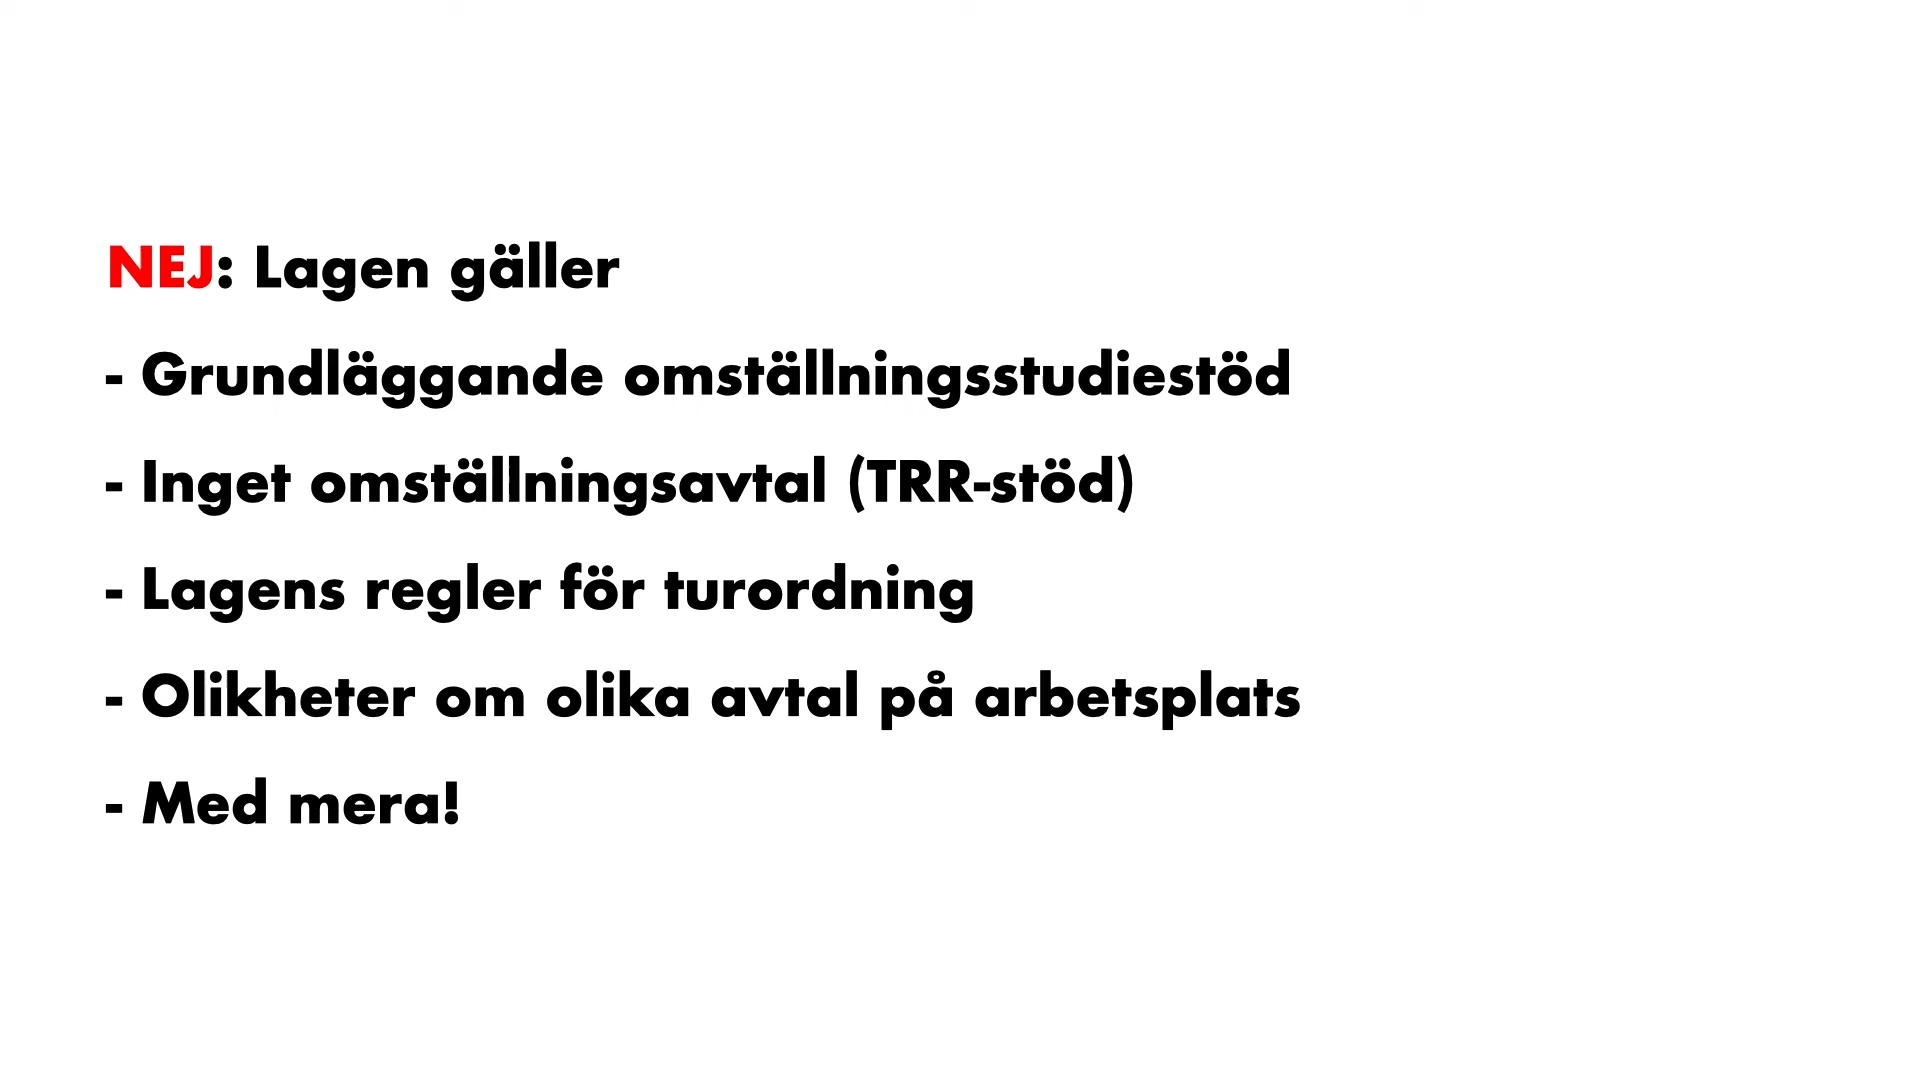 NEJ: Lagen gäller
- Grundläggande omställningsstudiestöd
- Inget omställningsavtal (TRR-stöd)
- Lagens regler för turordning
- Olikheter om olika avtal på arbetsplats
- Med mera!